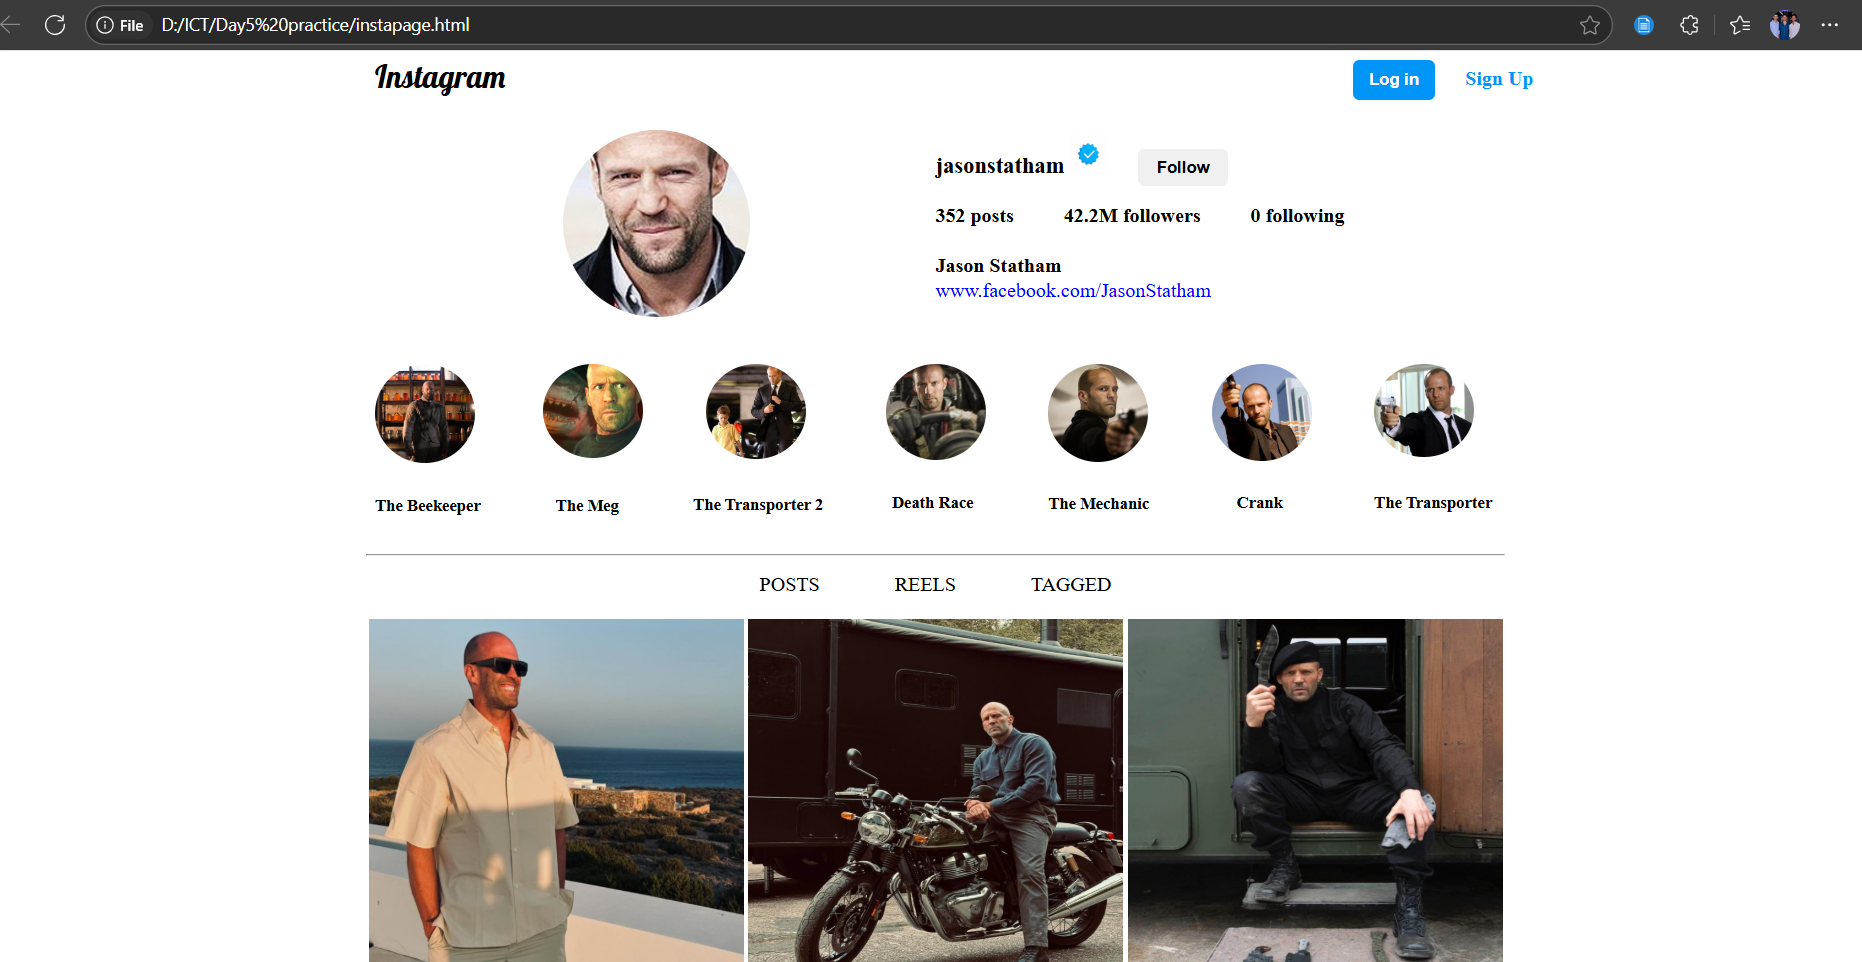 File D:/ICT/Day5%20practice/instapage.html
Instagram
Log in
Sign Up
jasonstatham
Follow
352 posts
42.2M followers
0 following
Jason Statham
www.facebook.com/JasonStatham
The Beekeeper
The Meg
The Transporter 2
Death Race
The Mechanic
Crank
The Transporter
POSTS
REELS
TAGGED